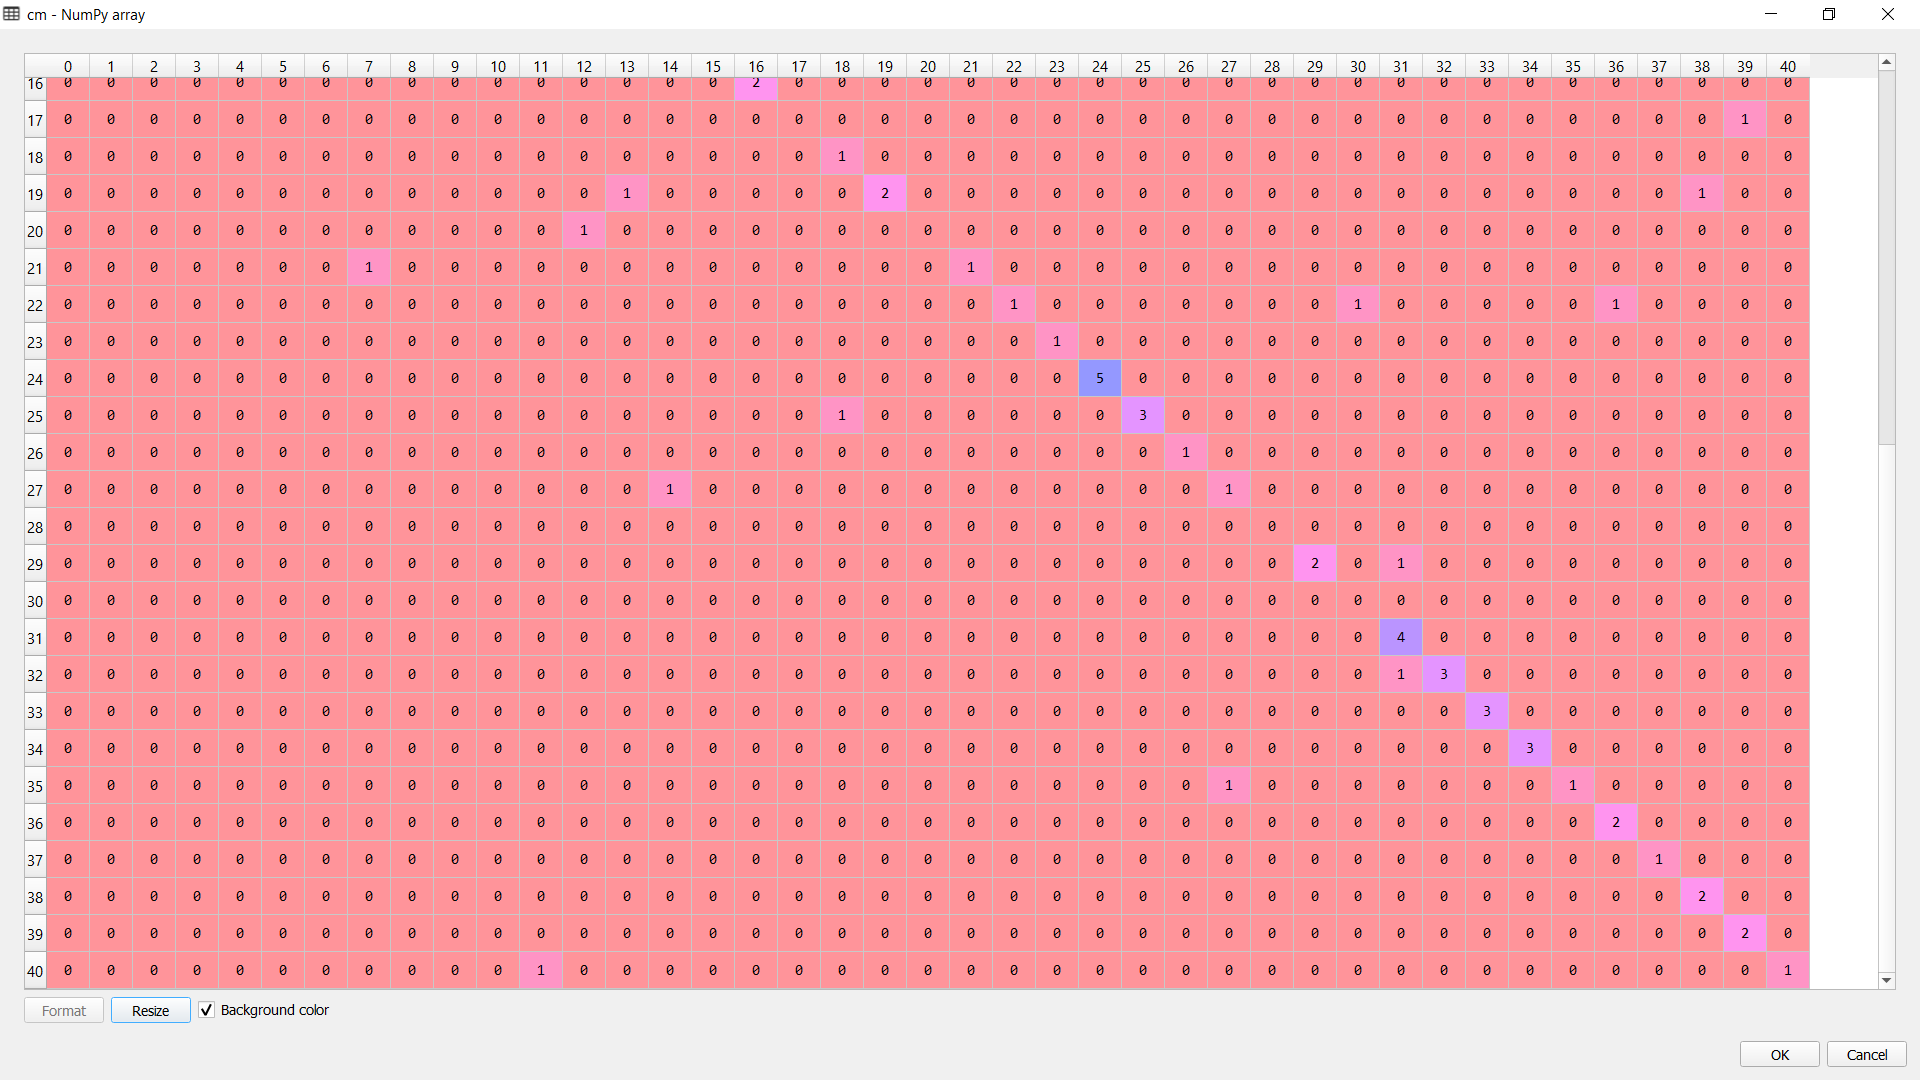 cm - NumPy array
0 1 2 3 4 5 6 7 8 9 10 11 12 13 14 15 16 17 18 19 20 21 22 23 24 25 26 27 28 29 30 31 32 33 34 35 36 37 38 39 40
16 0 0 0 0 0 0 0 0 0 0 0 0 0 0 0 0 2 0 0 0 0 0 0 0 0 0 0 0 0 0 0 0 0 0 0 0 0 0 0 0 0
17 0 0 0 0 0 0 0 0 0 0 0 0 0 0 0 0 0 0 0 0 0 0 0 0 0 0 0 0 0 0 0 0 0 0 0 0 0 0 0 1 0
18 0 0 0 0 0 0 0 0 0 0 0 0 0 0 0 0 0 0 1 0 0 0 0 0 0 0 0 0 0 0 0 0 0 0 0 0 0 0 0 0 0
19 0 0 0 0 0 0 0 0 0 0 0 0 0 1 0 0 0 0 0 2 0 0 0 0 0 0 0 0 0 0 0 0 0 0 0 0 0 0 1 0 0
20 0 0 0 0 0 0 0 0 0 0 0 0 1 0 0 0 0 0 0 0 0 0 0 0 0 0 0 0 0 0 0 0 0 0 0 0 0 0 0 0 0
21 0 0 0 0 0 0 0 1 0 0 0 0 0 0 0 0 0 0 0 0 0 1 0 0 0 0 0 0 0 0 0 0 0 0 0 0 0 0 0 0 0
22 0 0 0 0 0 0 0 0 0 0 0 0 0 0 0 0 0 0 0 0 0 0 1 0 0 0 0 0 0 0 1 0 0 0 0 0 1 0 0 0 0
23 0 0 0 0 0 0 0 0 0 0 0 0 0 0 0 0 0 0 0 0 0 0 0 1 0 0 0 0 0 0 0 0 0 0 0 0 0 0 0 0 0
24 0 0 0 0 0 0 0 0 0 0 0 0 0 0 0 0 0 0 0 0 0 0 0 0 5 0 0 0 0 0 0 0 0 0 0 0 0 0 0 0 0
25 0 0 0 0 0 0 0 0 0 0 0 0 0 0 0 0 0 0 1 0 0 0 0 0 0 3 0 0 0 0 0 0 0 0 0 0 0 0 0 0 0
26 0 0 0 0 0 0 0 0 0 0 0 0 0 0 0 0 0 0 0 0 0 0 0 0 0 0 1 0 0 0 0 0 0 0 0 0 0 0 0 0 0
27 0 0 0 0 0 0 0 0 0 0 0 0 0 0 1 0 0 0 0 0 0 0 0 0 0 0 0 1 0 0 0 0 0 0 0 0 0 0 0 0 0
28 0 0 0 0 0 0 0 0 0 0 0 0 0 0 0 0 0 0 0 0 0 0 0 0 0 0 0 0 0 0 0 0 0 0 0 0 0 0 0 0 0
29 0 0 0 0 0 0 0 0 0 0 0 0 0 0 0 0 0 0 0 0 0 0 0 0 0 0 0 0 0 2 0 1 0 0 0 0 0 0 0 0 0
30 0 0 0 0 0 0 0 0 0 0 0 0 0 0 0 0 0 0 0 0 0 0 0 0 0 0 0 0 0 0 0 0 0 0 0 0 0 0 0 0 0
31 0 0 0 0 0 0 0 0 0 0 0 0 0 0 0 0 0 0 0 0 0 0 0 0 0 0 0 0 0 0 0 4 0 0 0 0 0 0 0 0 0
32 0 0 0 0 0 0 0 0 0 0 0 0 0 0 0 0 0 0 0 0 0 0 0 0 0 0 0 0 0 0 0 1 3 0 0 0 0 0 0 0 0
33 0 0 0 0 0 0 0 0 0 0 0 0 0 0 0 0 0 0 0 0 0 0 0 0 0 0 0 0 0 0 0 0 0 3 0 0 0 0 0 0 0
34 0 0 0 0 0 0 0 0 0 0 0 0 0 0 0 0 0 0 0 0 0 0 0 0 0 0 0 0 0 0 0 0 0 0 3 0 0 0 0 0 0
35 0 0 0 0 0 0 0 0 0 0 0 0 0 0 0 0 0 0 0 0 0 0 0 0 0 0 0 1 0 0 0 0 0 0 0 1 0 0 0 0 0
36 0 0 0 0 0 0 0 0 0 0 0 0 0 0 0 0 0 0 0 0 0 0 0 0 0 0 0 0 0 0 0 0 0 0 0 0 2 0 0 0 0
37 0 0 0 0 0 0 0 0 0 0 0 0 0 0 0 0 0 0 0 0 0 0 0 0 0 0 0 0 0 0 0 0 0 0 0 0 0 1 0 0 0
38 0 0 0 0 0 0 0 0 0 0 0 0 0 0 0 0 0 0 0 0 0 0 0 0 0 0 0 0 0 0 0 0 0 0 0 0 0 0 2 0 0
39 0 0 0 0 0 0 0 0 0 0 0 0 0 0 0 0 0 0 0 0 0 0 0 0 0 0 0 0 0 0 0 0 0 0 0 0 0 0 0 2 0
40 0 0 0 0 0 0 0 0 0 0 0 1 0 0 0 0 0 0 0 0 0 0 0 0 0 0 0 0 0 0 0 0 0 0 0 0 0 0 0 0 1
Format Resize Background color
OK Cancel